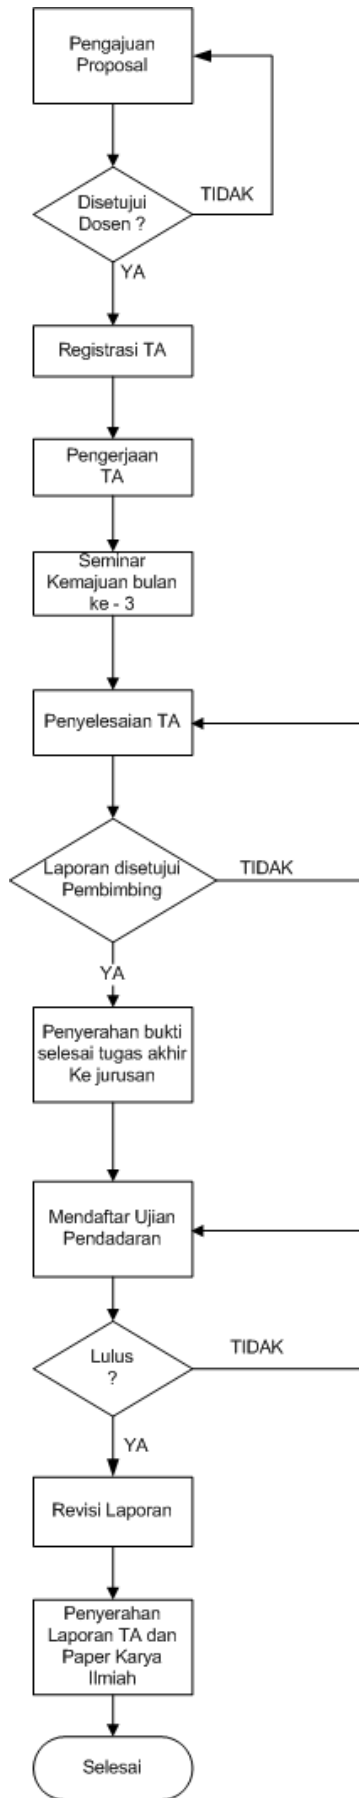 Pengajuan
Proposal
Disetujui
Dosen ?
TIDAK
YA
Registrasi TA
Pengerjaan
TA
Seminar
Kemajuan bulan
ke - 3
Penyelesaian TA
Laporan disetujui
Pembimbing
TIDAK
YA
Penyerahan bukti
selesai tugas akhir
Ke jurusan
Mendaftar Ujian
Pendadaran
Lulus
?
TIDAK
YA
Revisi Laporan
Penyerahan
Laporan TA dan
Paper Karya
Ilmiah
Selesai